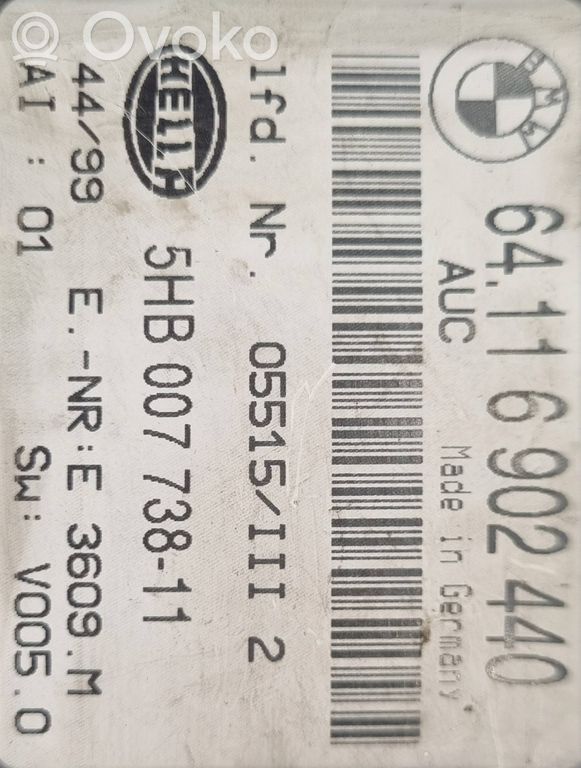 BMW
64.11 6 902 440
AUC Made in Germany
lfd. Nr. 05515/III 2
HELLA 5HB 007 738-11
44/99 E.-NR:E 3609.M
AI : 01 Sw: V005.0
Ovoko